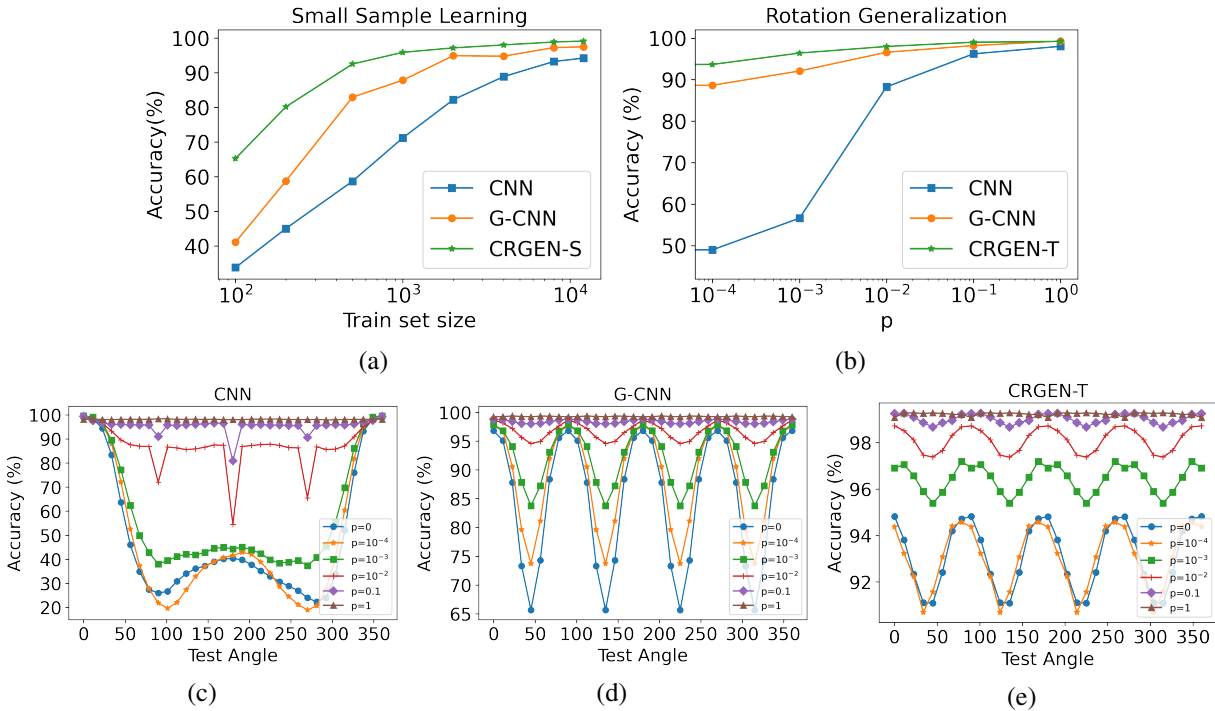 Small Sample Learning
Rotation Generalization
100
90
80
70
60
50
40
Accuracy(%)
10²
10³
10⁴
Train set size
CNN
G-CNN
CRGEN-S
(a)
100
90
80
70
60
50
Accuracy (%)
10⁻⁴
10⁻³
10⁻²
10⁻¹
10⁰
p
CNN
G-CNN
CRGEN-T
(b)
CNN
100
90
80
70
60
50
40
30
20
Accuracy (%)
0 50 100 150 200 250 300 350
Test Angle
p=0
p=10⁻⁴
p=10⁻³
p=10⁻²
p=0.1
p=1
(c)
G-CNN
100
95
90
85
80
75
70
65
Accuracy (%)
0 50 100 150 200 250 300 350
Test Angle
p=0
p=10⁻⁴
p=10⁻³
p=10⁻²
p=0.1
p=1
(d)
CRGEN-T
98
96
94
92
Accuracy (%)
0 50 100 150 200 250 300 350
Test Angle
p=0
p=10⁻⁴
p=10⁻³
p=10⁻²
p=0.1
p=1
(e)